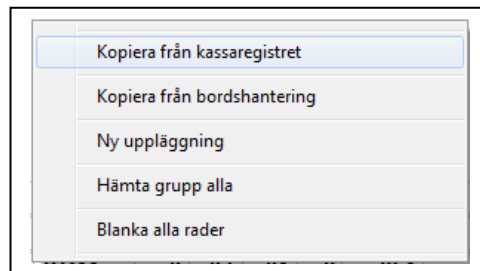 Kopiera från kassaregistret
Kopiera från bordshantering
Ny uppläggning
Hämta grupp alla
Blanka alla rader